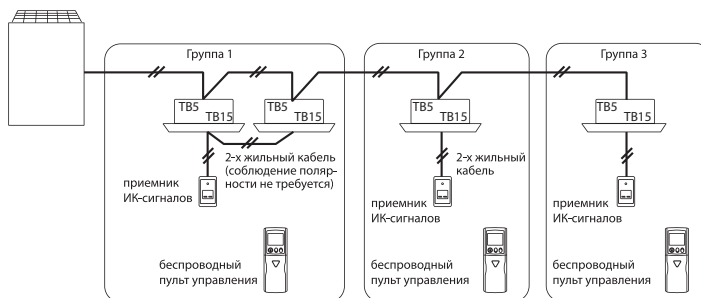 Группа 1
Группа 2
Группа 3
TB5
TB15
TB5
TB15
TB5
TB15
TB5
TB15
2-х жильный кабель
(соблюдение поляр-
ности не требуется)
2-х жильный
кабель
приемник
ИК-сигналов
приемник
ИК-сигналов
приемник
ИК-сигналов
беспроводный
пульт управления
беспроводный
пульт управления
беспроводный
пульт управления